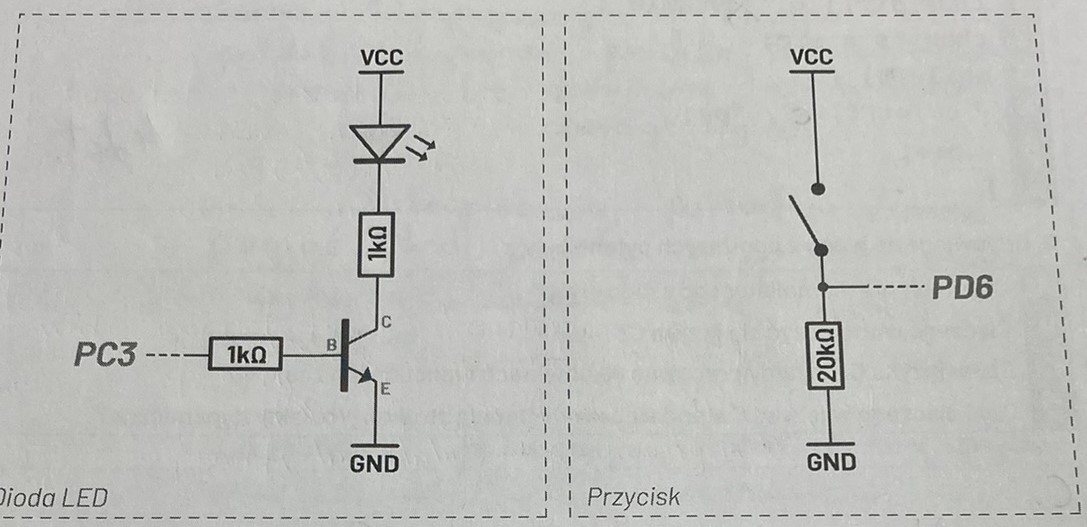 VCC
1kΩ
C
PC3
1kΩ
B
E
GND
Dioda LED
VCC
PD6
20kΩ
GND
Przycisk